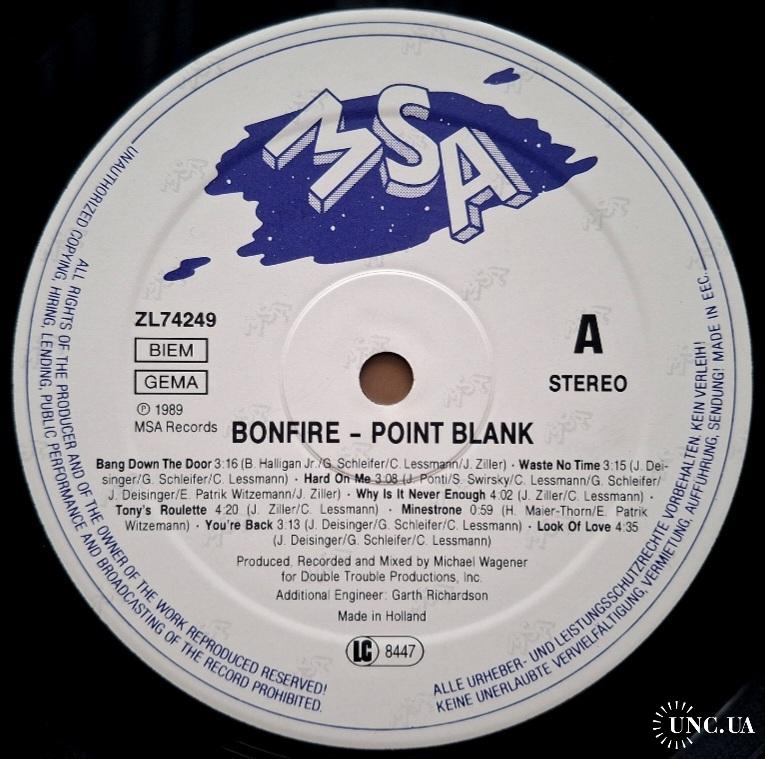 MSA
ZL74249
BIEM
GEMA
℗ 1989
MSA Records
A
STEREO
BONFIRE – POINT BLANK
Bang Down The Door 3:16 (B. Halligan Jr./G. Schleifer/C. Lessmann/J. Ziller) · Waste No Time 3:15 (J. Dei-
singer/G. Schleifer/C. Lessmann) · Hard On Me 3:08 (J. Ponti/S. Swirsky/C. Lessmann/G. Schleifer/
J. Deisinger/E. Patrik Witzemann/J. Ziller) · Why Is It Never Enough 4:02 (J. Ziller/C. Lessmann) ·
Tony's Roulette 4:20 (J. Ziller/C. Lessmann) · Minestrone 0:59 (H. Maier-Thorn/E. Patrik
Witzemann) · You're Back 3:13 (J. Deisinger/G. Schleifer/C. Lessmann) · Look Of Love 4:35
(J. Deisinger/G. Schleifer/C. Lessmann)
Produced, Recorded and Mixed by Michael Wagener
for Double Trouble Productions, Inc.
Additional Engineer: Garth Richardson
Made in Holland
LC 8447
ALL RIGHTS OF THE PRODUCER AND OF THE OWNER OF THE WORK REPRODUCED RESERVED!
UNAUTHORIZED COPYING, HIRING, LENDING, PUBLIC PERFORMANCE AND BROADCASTING OF THE RECORD PROHIBITED.
ALLE URHEBER- UND LEISTUNGSSCHUTZRECHTE VORBEHALTEN. KEIN VERLEIH!
KEINE UNERLAUBTE VERVIELFÄLTIGUNG, VERMIETUNG, AUFFÜHRUNG, SENDUNG! MADE IN EEC.
UNC.UA